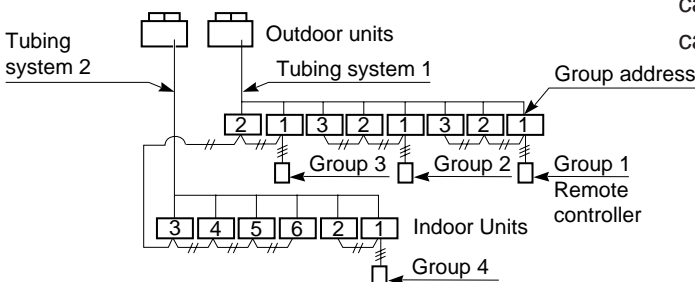 ca
ca
Tubing
system 2
Outdoor units
Tubing system 1
Group address
2 1 3 2 1 3 2 1
Group 3
Group 2
Group 1
Remote
controller
3 4 5 6 2 1
Indoor Units
Group 4